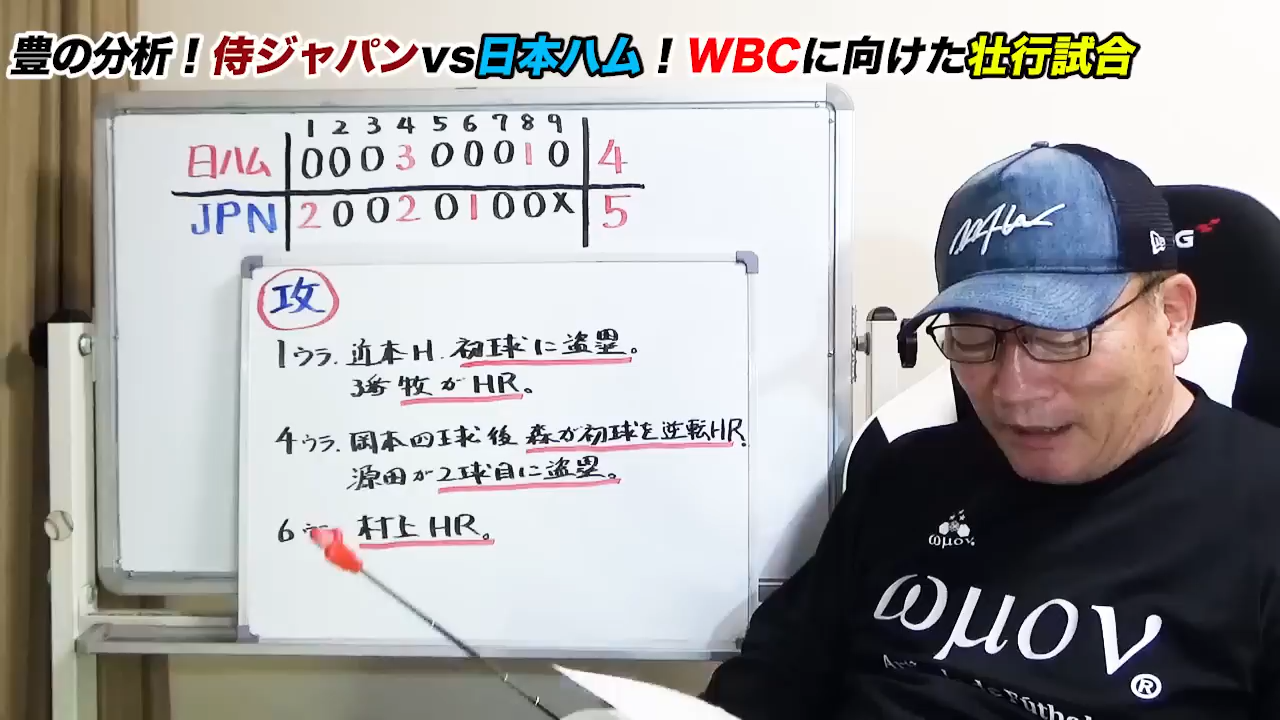 豊の分析！侍ジャパンvs日本ハム！WBCに向けた壮行試合
1 2 3 4 5 6 7 8 9
日ハム 0 0 0 3 0 0 0 1 0 4
JPN 2 0 0 2 0 1 0 0 X 5
攻
1ウラ. 近本H. 初球に盗塁。
3番 牧がHR。
4ウラ. 岡本四球後 森が初球を逆転HR.
源田が2球目に盗塁。
6 村上HR。
G
ωμον
ωμον®